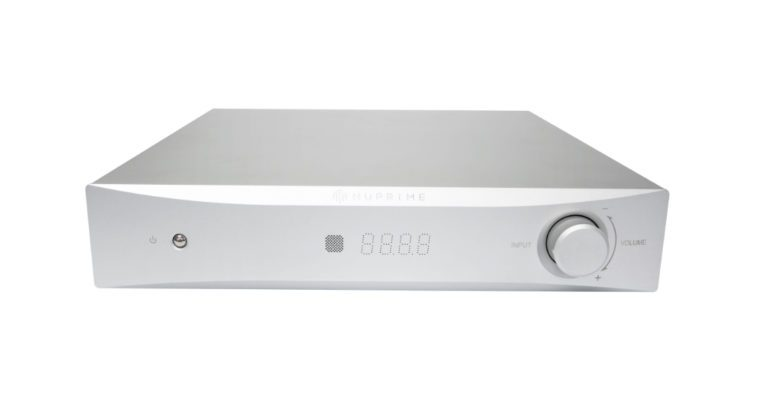 NUPRIME
8888
INPUT
VOLUME
-
+